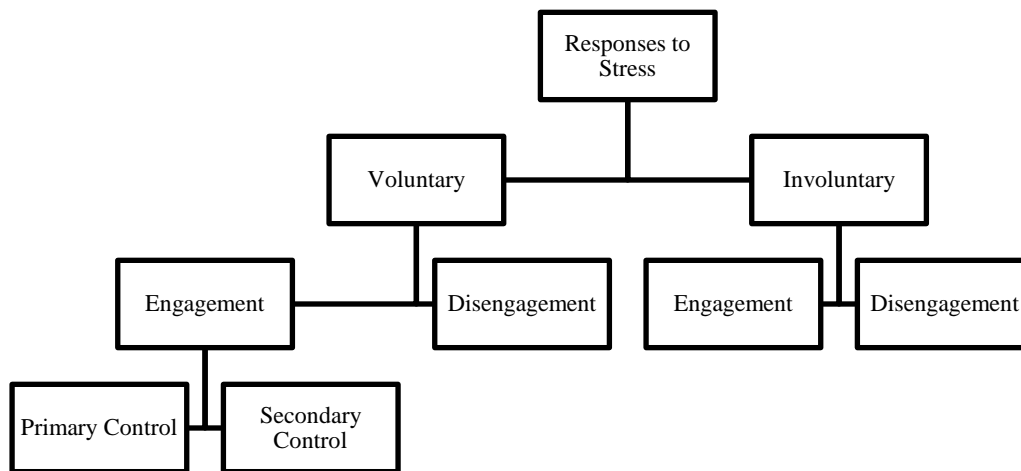 Responses to
Stress
Voluntary
Involuntary
Engagement
Disengagement
Engagement
Disengagement
Primary Control
Secondary
Control